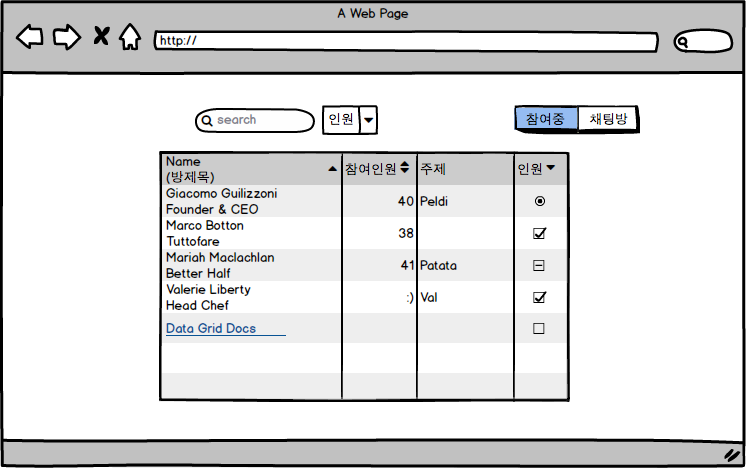 A Web Page
http://
search
인원
참여중
채팅방
Name
(방제목)
참여인원
주제
인원
Giacomo Guilizzoni
Founder & CEO
40
Peldi
Marco Botton
Tuttofare
38
Mariah Maclachlan
Better Half
41
Patata
Valerie Liberty
Head Chef
:)
Val
Data Grid Docs